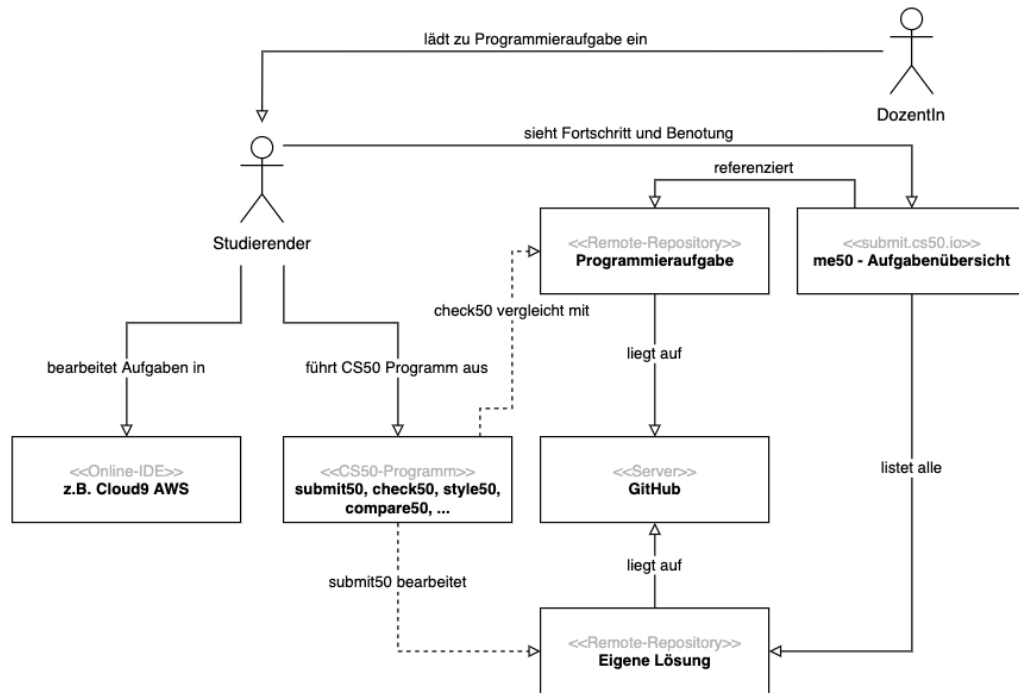 lädt zu Programmieraufgabe ein
DozentIn
sieht Fortschritt und Benotung
referenziert
Studierender
<<Remote-Repository>>
Programmieraufgabe
<<submit.cs50.io>>
me50 - Aufgabenübersicht
check50 vergleicht mit
liegt auf
bearbeitet Aufgaben in
führt CS50 Programm aus
<<Online-IDE>>
z.B. Cloud9 AWS
<<CS50-Programm>>
submit50, check50, style50,
compare50, ...
<<Server>>
GitHub
listet alle
liegt auf
submit50 bearbeitet
<<Remote-Repository>>
Eigene Lösung